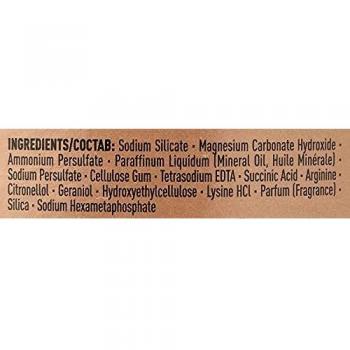 INGREDIENTS/СОСТАВ: Sodium Silicate · Magnesium Carbonate Hydroxide ·
Ammonium Persulfate · Paraffinum Liquidum (Mineral Oil, Huile Minérale) ·
Sodium Persulfate · Cellulose Gum · Tetrasodium EDTA · Succinic Acid · Arginine ·
Citronellol · Geraniol · Hydroxyethylcellulose · Lysine HCl · Parfum (Fragrance) ·
Silica · Sodium Hexametaphosphate